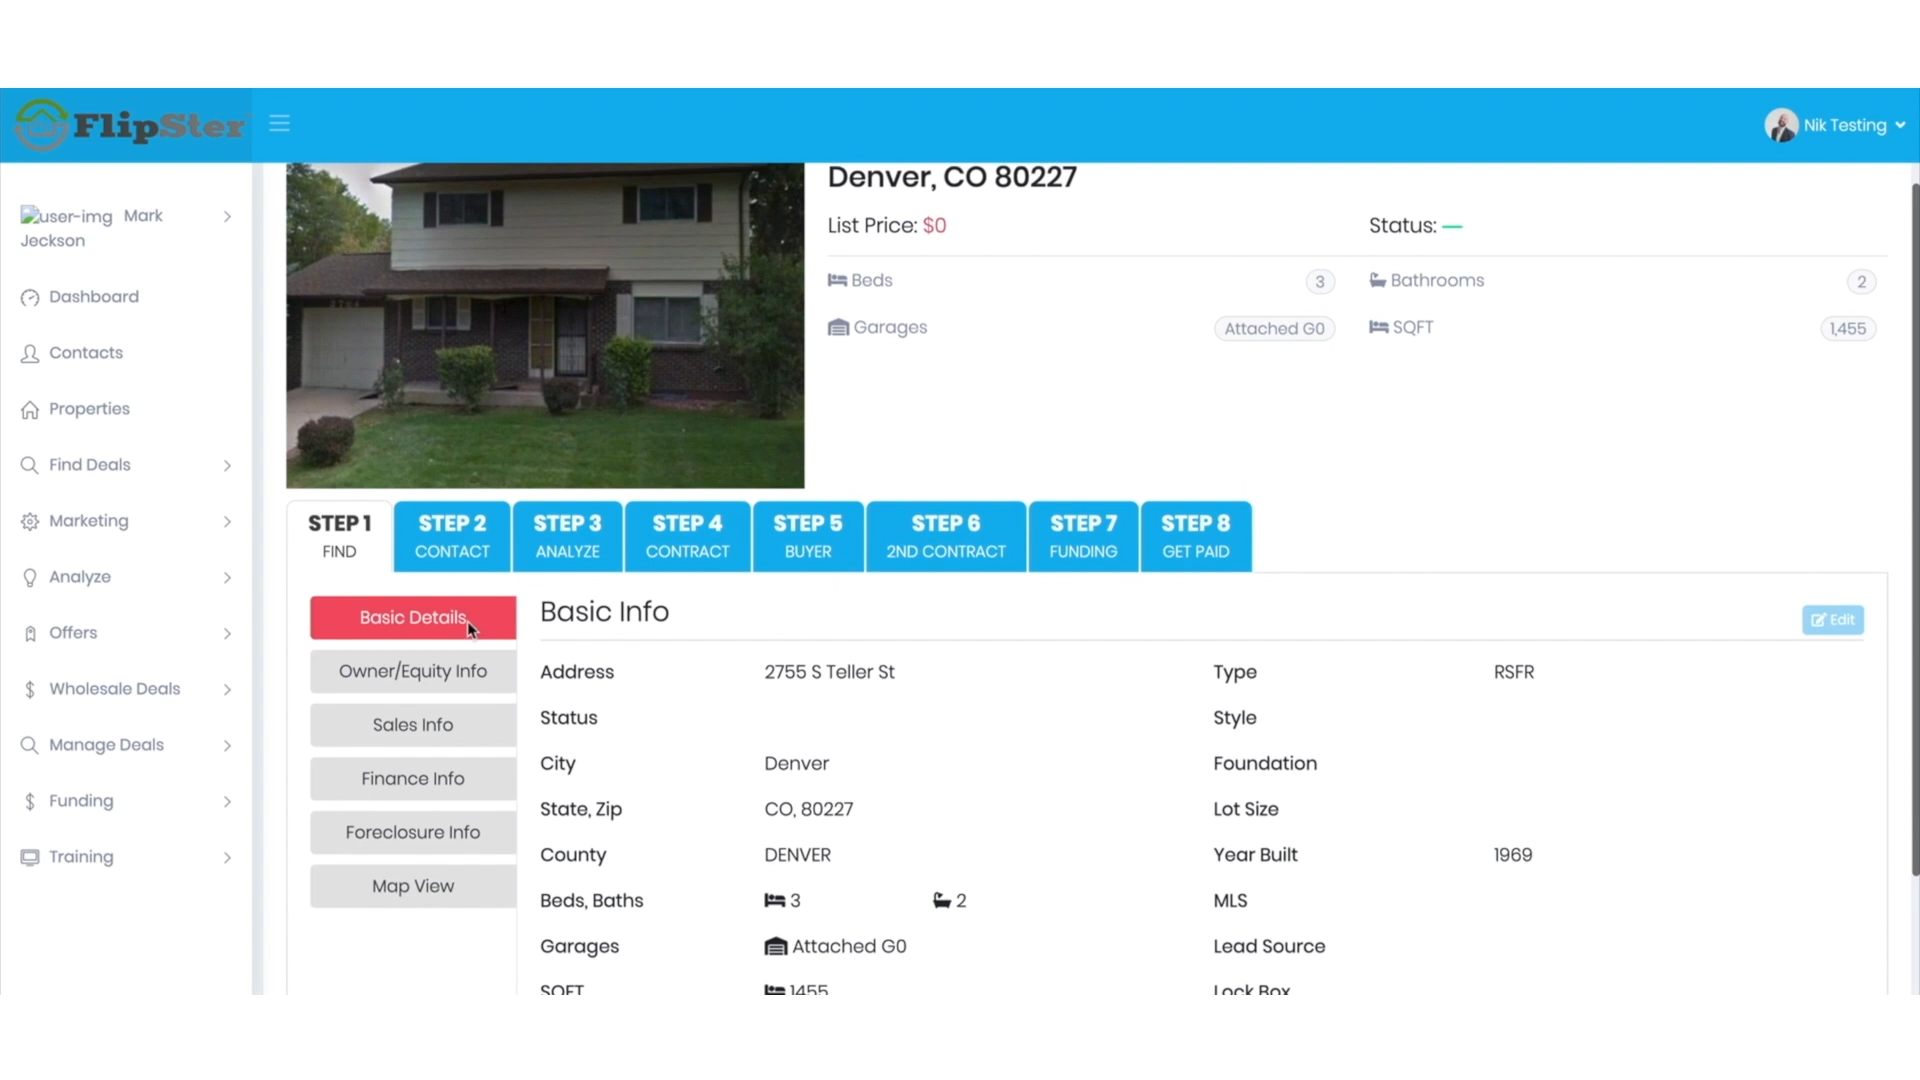 FlipSter
Nik Testing
user-img Mark
Jeckson
Dashboard
Contacts
Properties
Find Deals
Marketing
Analyze
Offers
Wholesale Deals
Manage Deals
Funding
Training
Denver, CO 80227
List Price: $0
Status: —
Beds 3
Bathrooms 2
Garages Attached G0
SQFT 1,455
STEP 1
FIND
STEP 2
CONTACT
STEP 3
ANALYZE
STEP 4
CONTRACT
STEP 5
BUYER
STEP 6
2ND CONTRACT
STEP 7
FUNDING
STEP 8
GET PAID
Basic Details
Owner/Equity Info
Sales Info
Finance Info
Foreclosure Info
Map View
Basic Info
Edit
Address 2755 S Teller St Type RSFR
Status Style
City Denver Foundation
State, Zip CO, 80227 Lot Size
County DENVER Year Built 1969
Beds, Baths 3 2 MLS
Garages Attached G0 Lead Source
SQFT 1455 Lock Box